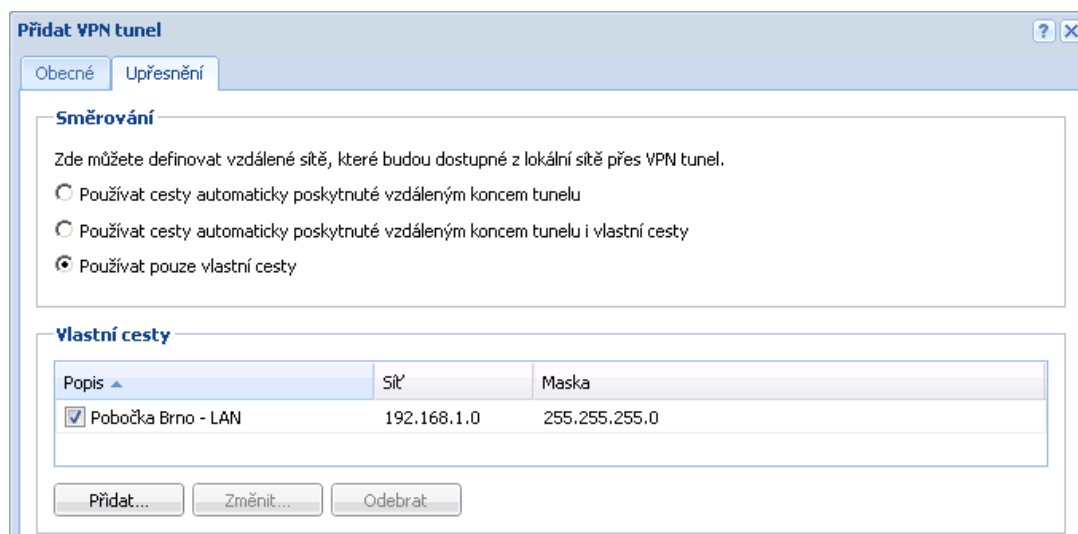 Přidat VPN tunel
Obecné Upřesnění
Směrování
Zde můžete definovat vzdálené sítě, které budou dostupné z lokální sítě přes VPN tunel.
Používat cesty automaticky poskytnuté vzdáleným koncem tunelu
Používat cesty automaticky poskytnuté vzdáleným koncem tunelu i vlastní cesty
Používat pouze vlastní cesty
Vlastní cesty
Popis Síť Maska
Pobočka Brno - LAN 192.168.1.0 255.255.255.0
Přidat... Změnit... Odebrat